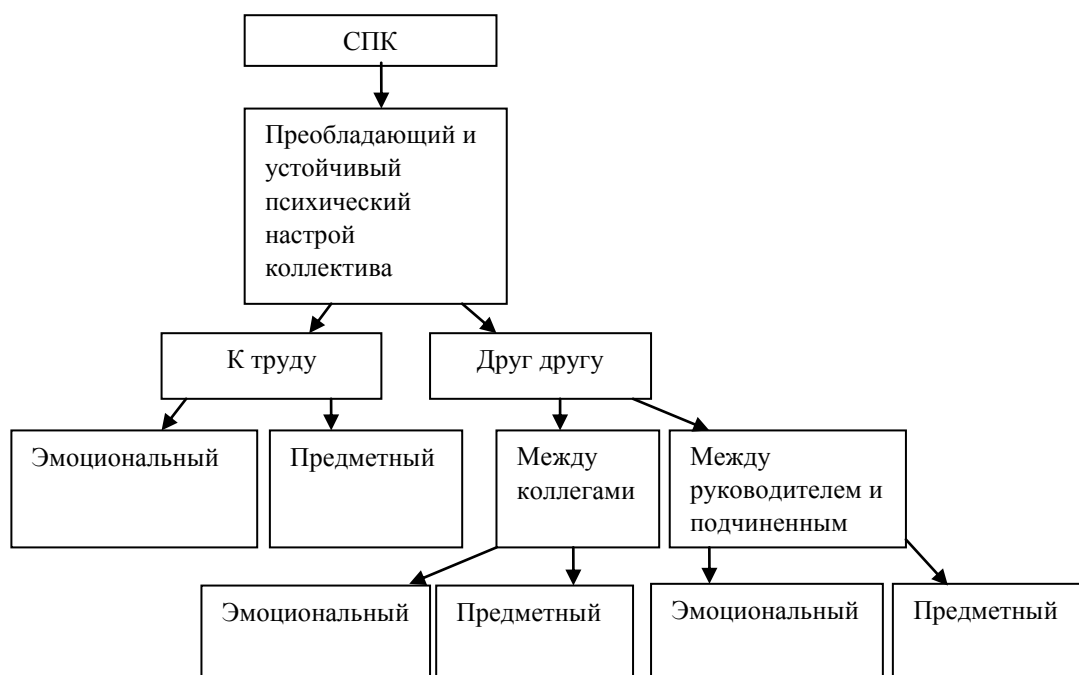 СПК
Преобладающий и
устойчивый
психический
настрой
коллектива
К труду
Друг другу
Эмоциональный
Предметный
Между
коллегами
Между
руководителем и
подчиненным
Эмоциональный
Предметный
Эмоциональный
Предметный